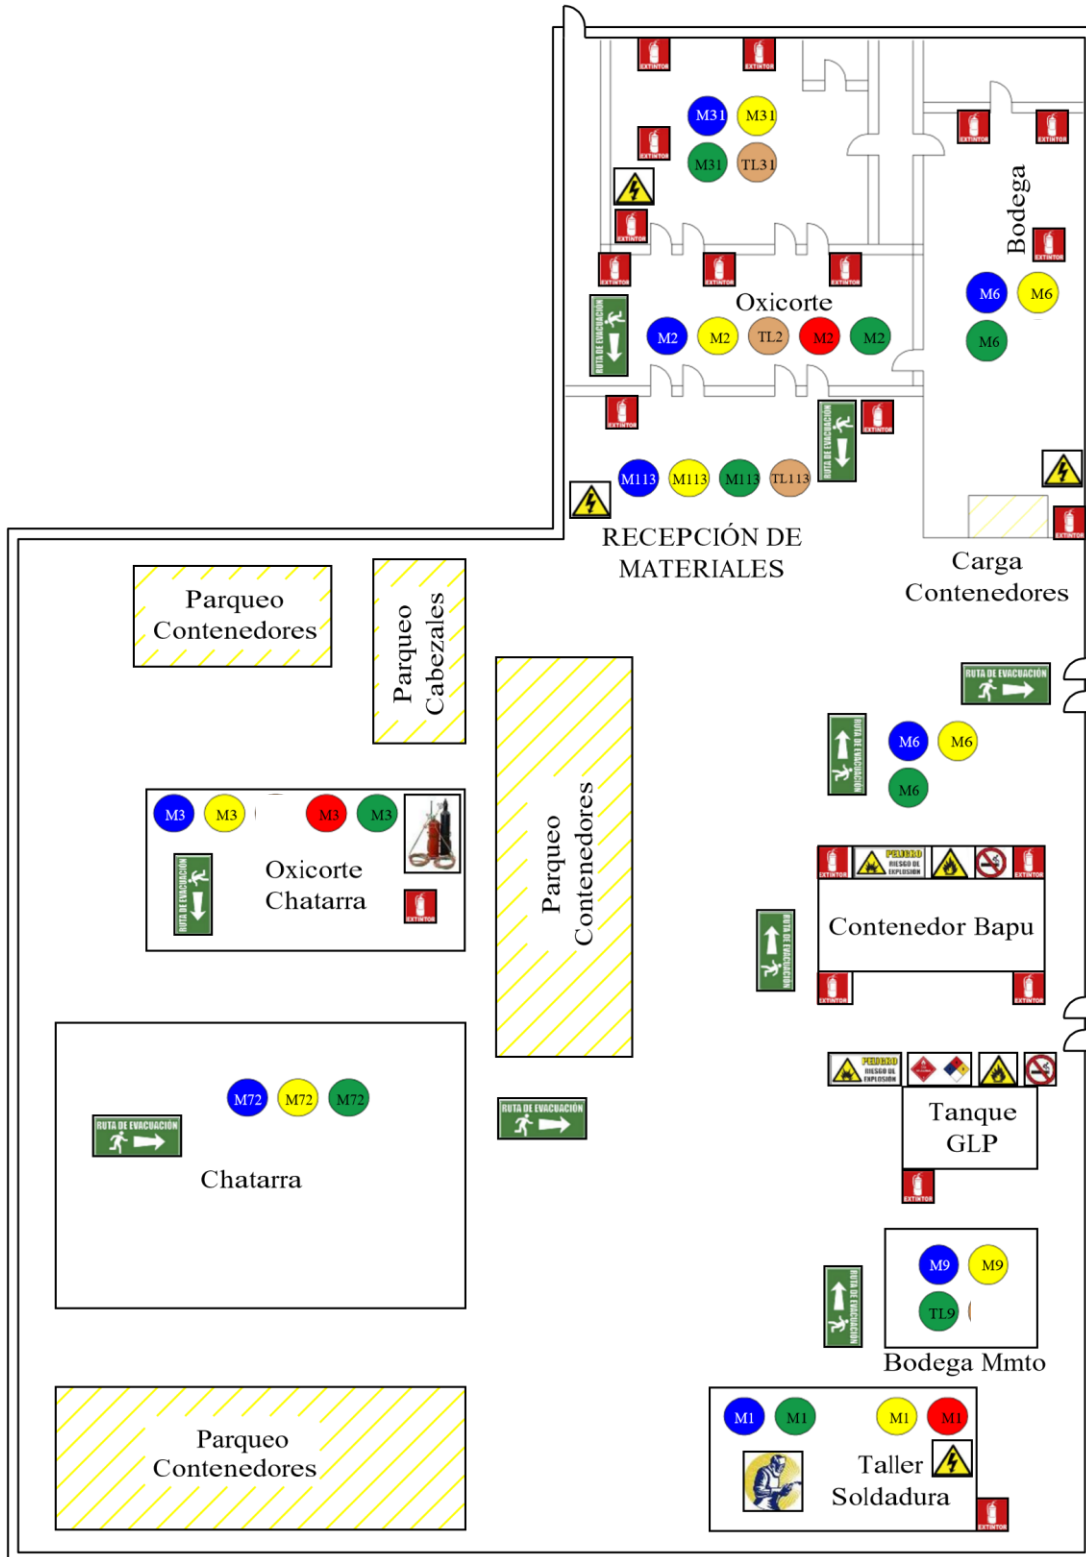 EXTINTOR
EXTINTOR
M31
M31
EXTINTOR
M31
TL31
EXTINTOR
EXTINTOR
EXTINTOR
Bodega
EXTINTOR
EXTINTOR
EXTINTOR
EXTINTOR
EXTINTOR
M6
M6
M6
Oxicorte
RUTA DE EVACUACIÓN
M2
M2
TL2
M2
M2
EXTINTOR
EXTINTOR
RUTA DE EVACUACIÓN
M113
M113
M113
TL113
EXTINTOR
RECEPCIÓN DE
MATERIALES
Carga
Contenedores
Parqueo
Contenedores
Parqueo
Cabezales
RUTA DE EVACUACIÓN
RUTA DE EVACUACIÓN
M6
M6
M6
Parqueo
Contenedores
M3
M3
M3
M3
Oxicorte
Chatarra
RUTA DE EVACUACIÓN
EXTINTOR
EXTINTOR
PELIGRO
RIESGO DE
EXPLOSIÓN
EXTINTOR
Contenedor Bapu
RUTA DE EVACUACIÓN
EXTINTOR
EXTINTOR
M72
M72
M72
RUTA DE EVACUACIÓN
Chatarra
RUTA DE EVACUACIÓN
PELIGRO
RIESGO DE
EXPLOSIÓN
Tanque
GLP
EXTINTOR
M9
M9
TL9
RUTA DE EVACUACIÓN
Bodega Mmto
Parqueo
Contenedores
M1
M1
M1
M1
Taller
Soldadura
EXTINTOR